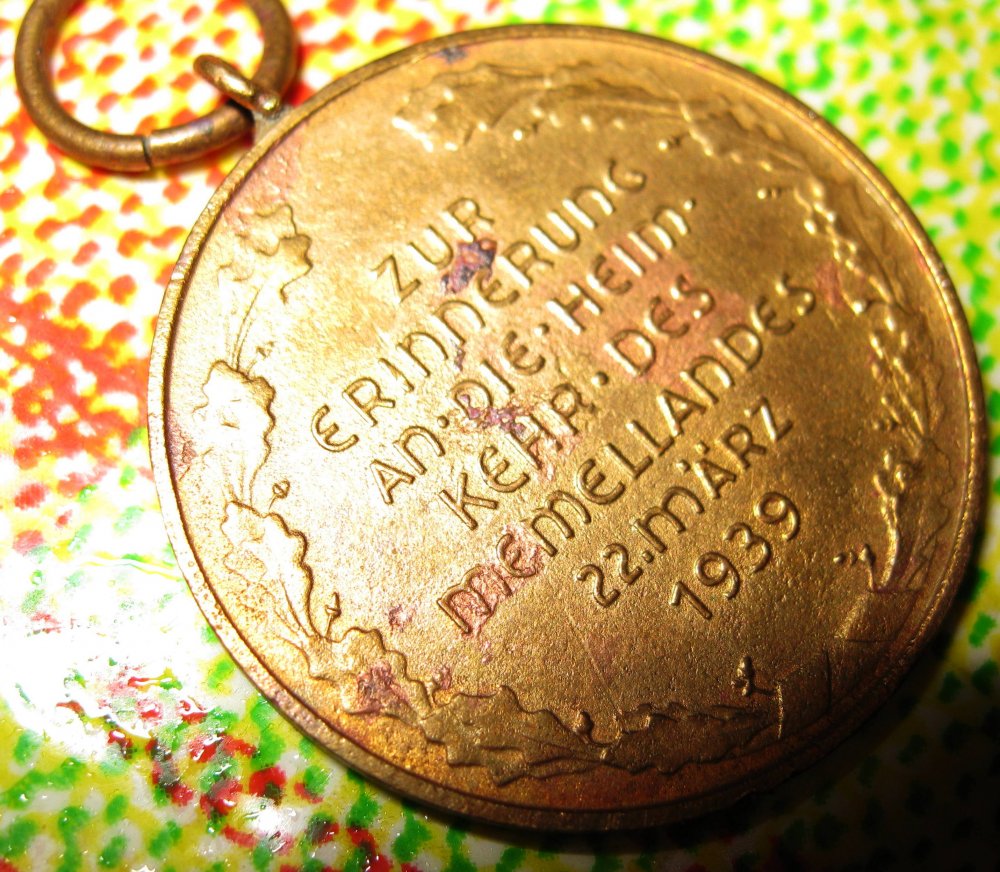 ZUR
ERINNERUNG
AN·DIE·HEIM·
KEHR·DES
MEMELLANDES
22.MÄRZ
1939